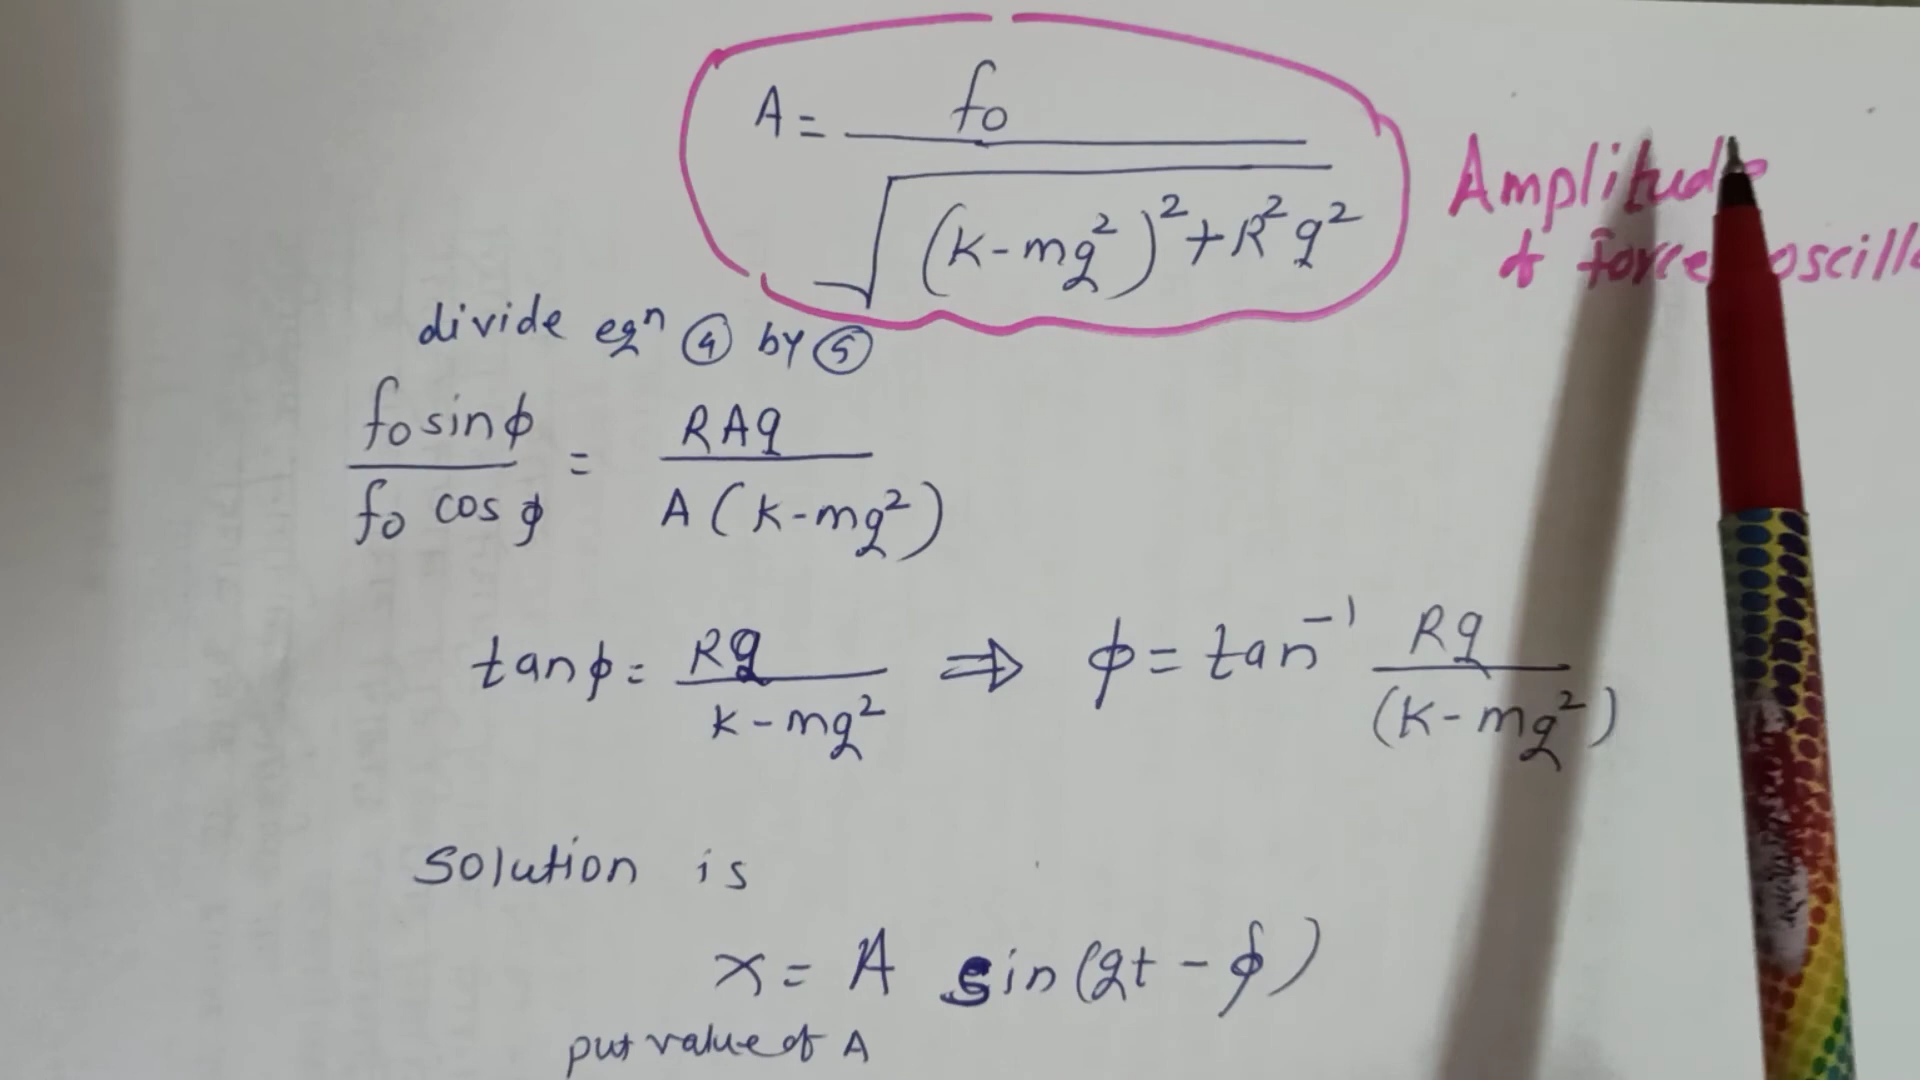 A = f₀ / √((K-mq²)² + R²q²)
Amplitude
of force oscill
divide eqⁿ ④ by ⑤
f₀ sinϕ / f₀ cosϕ = RAq / A(K-mq²)
tanϕ = Rq / K-mq² ⇒ ϕ = tan⁻¹ Rq / (K-mq²)
Solution is
x = A sin(qt - ϕ)
put value of A